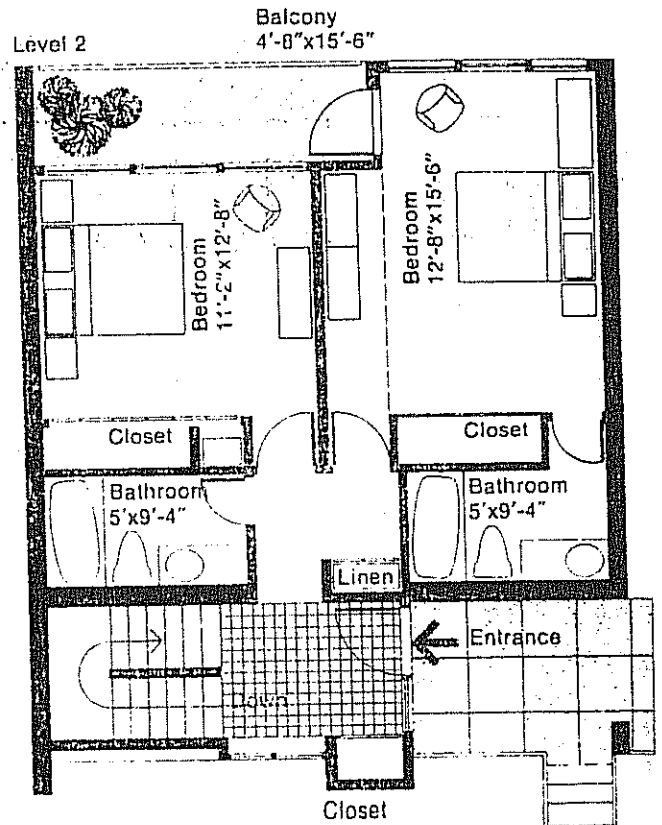 Balcony
4'-8"x15'-6"
Level 2
Bedroom
11'-2"x12'-8"
Bedroom
12'-8"x15'-6"
Closet
Closet
Bathroom
5'x9'-4"
Bathroom
5'x9'-4"
Linen
Entrance
Down
Closet